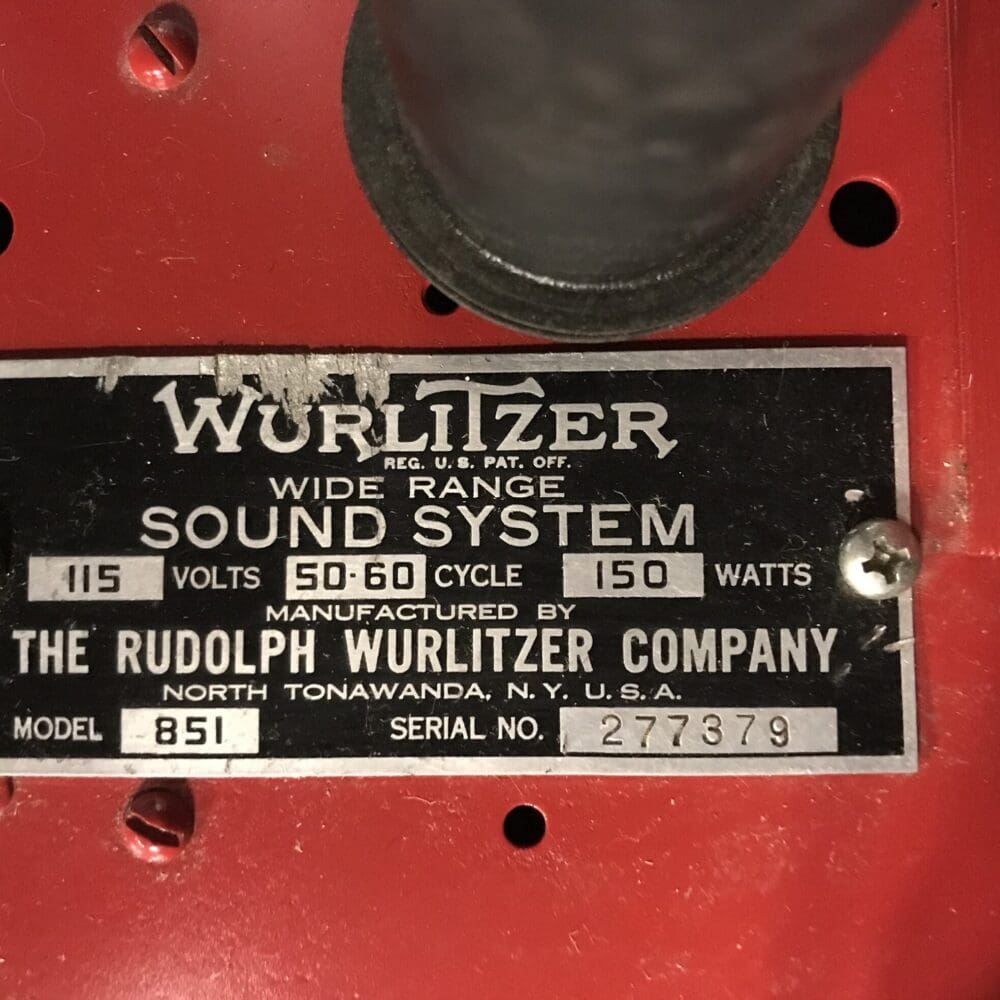 WURLITZER
REG. U.S. PAT. OFF.
WIDE RANGE
SOUND SYSTEM
115 VOLTS 50-60 CYCLE 150 WATTS
MANUFACTURED BY
THE RUDOLPH WURLITZER COMPANY
NORTH TONAWANDA, N.Y. U.S.A.
MODEL 851 SERIAL NO. 277379